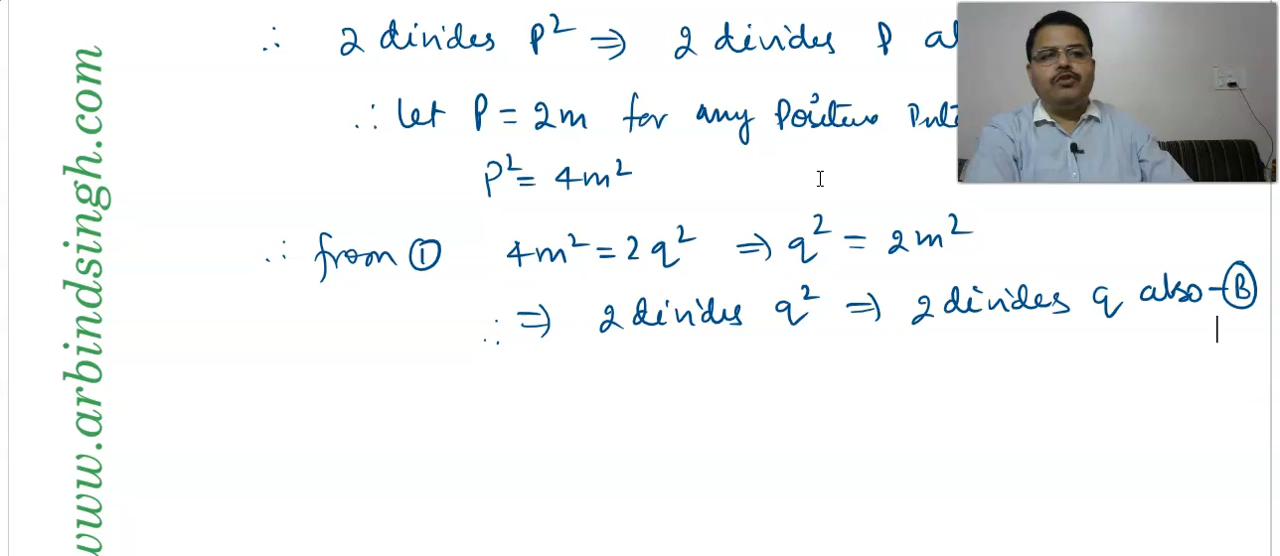 ∴ 2 divides p² ⇒ 2 divides p
∴ let p = 2m for any positive
p² = 4m²
∴ from ① 4m² = 2q² ⇒ q² = 2m²
∴ ⇒ 2 divides q² ⇒ 2 divides q also - Ⓑ
www.arbindsingh.com